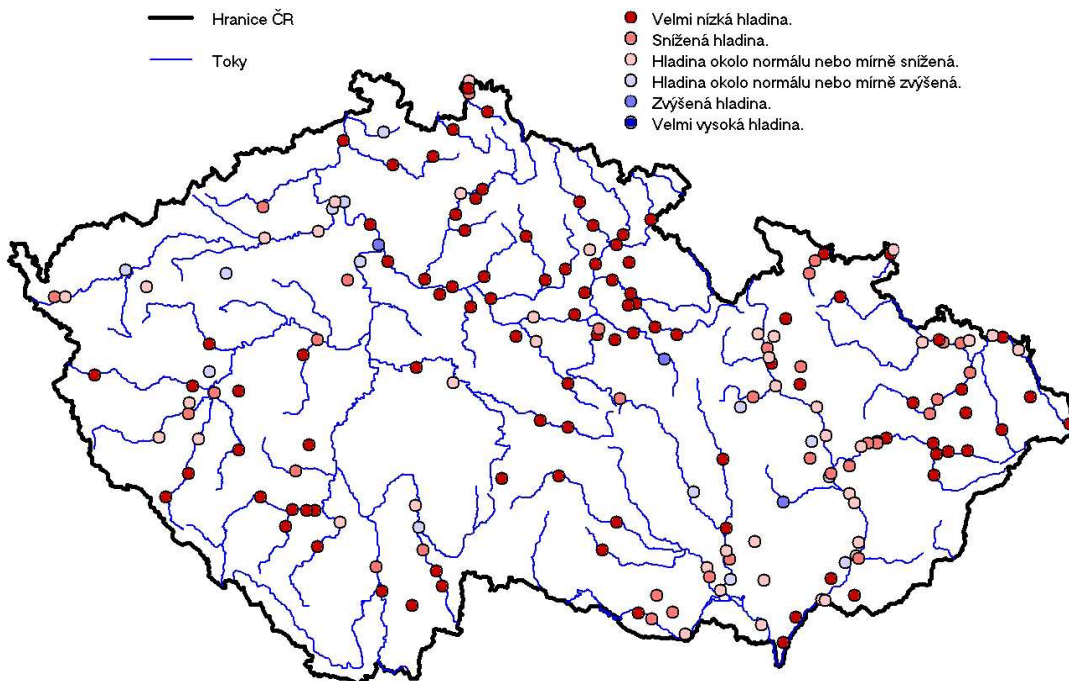 Hranice ČR
Toky
Velmi nízká hladina.
Snížená hladina.
Hladina okolo normálu nebo mírně snížená.
Hladina okolo normálu nebo mírně zvýšená.
Zvýšená hladina.
Velmi vysoká hladina.